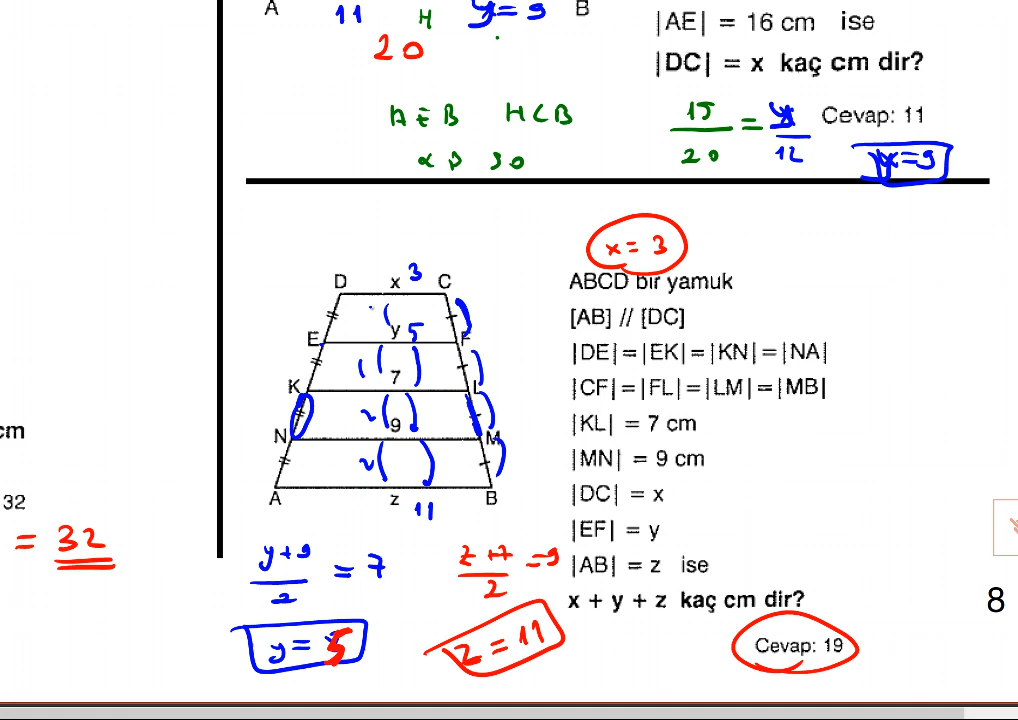 A 11 H y = 9 B
20
|AE| = 16 cm ise
|DC| = x kaç cm dir?
A E B H C B
15/20 = y/12
Cevap: 11
α β 30
x = 9
x = 3
D x 3 C
E y 5 F
1 7
K L
2 9
N M
2
A z 11 B
ABCD bir yamuk
[AB] // [DC]
|DE| = |EK| = |KN| = |NA|
|CF| = |FL| = |LM| = |MB|
|KL| = 7 cm
|MN| = 9 cm
|DC| = x
|EF| = y
|AB| = z ise
x + y + z kaç cm dir?
Cevap: 19
y+9/2 = 7
y = 5
z+7/2 = 9
z = 11
cm
32
= 32
8